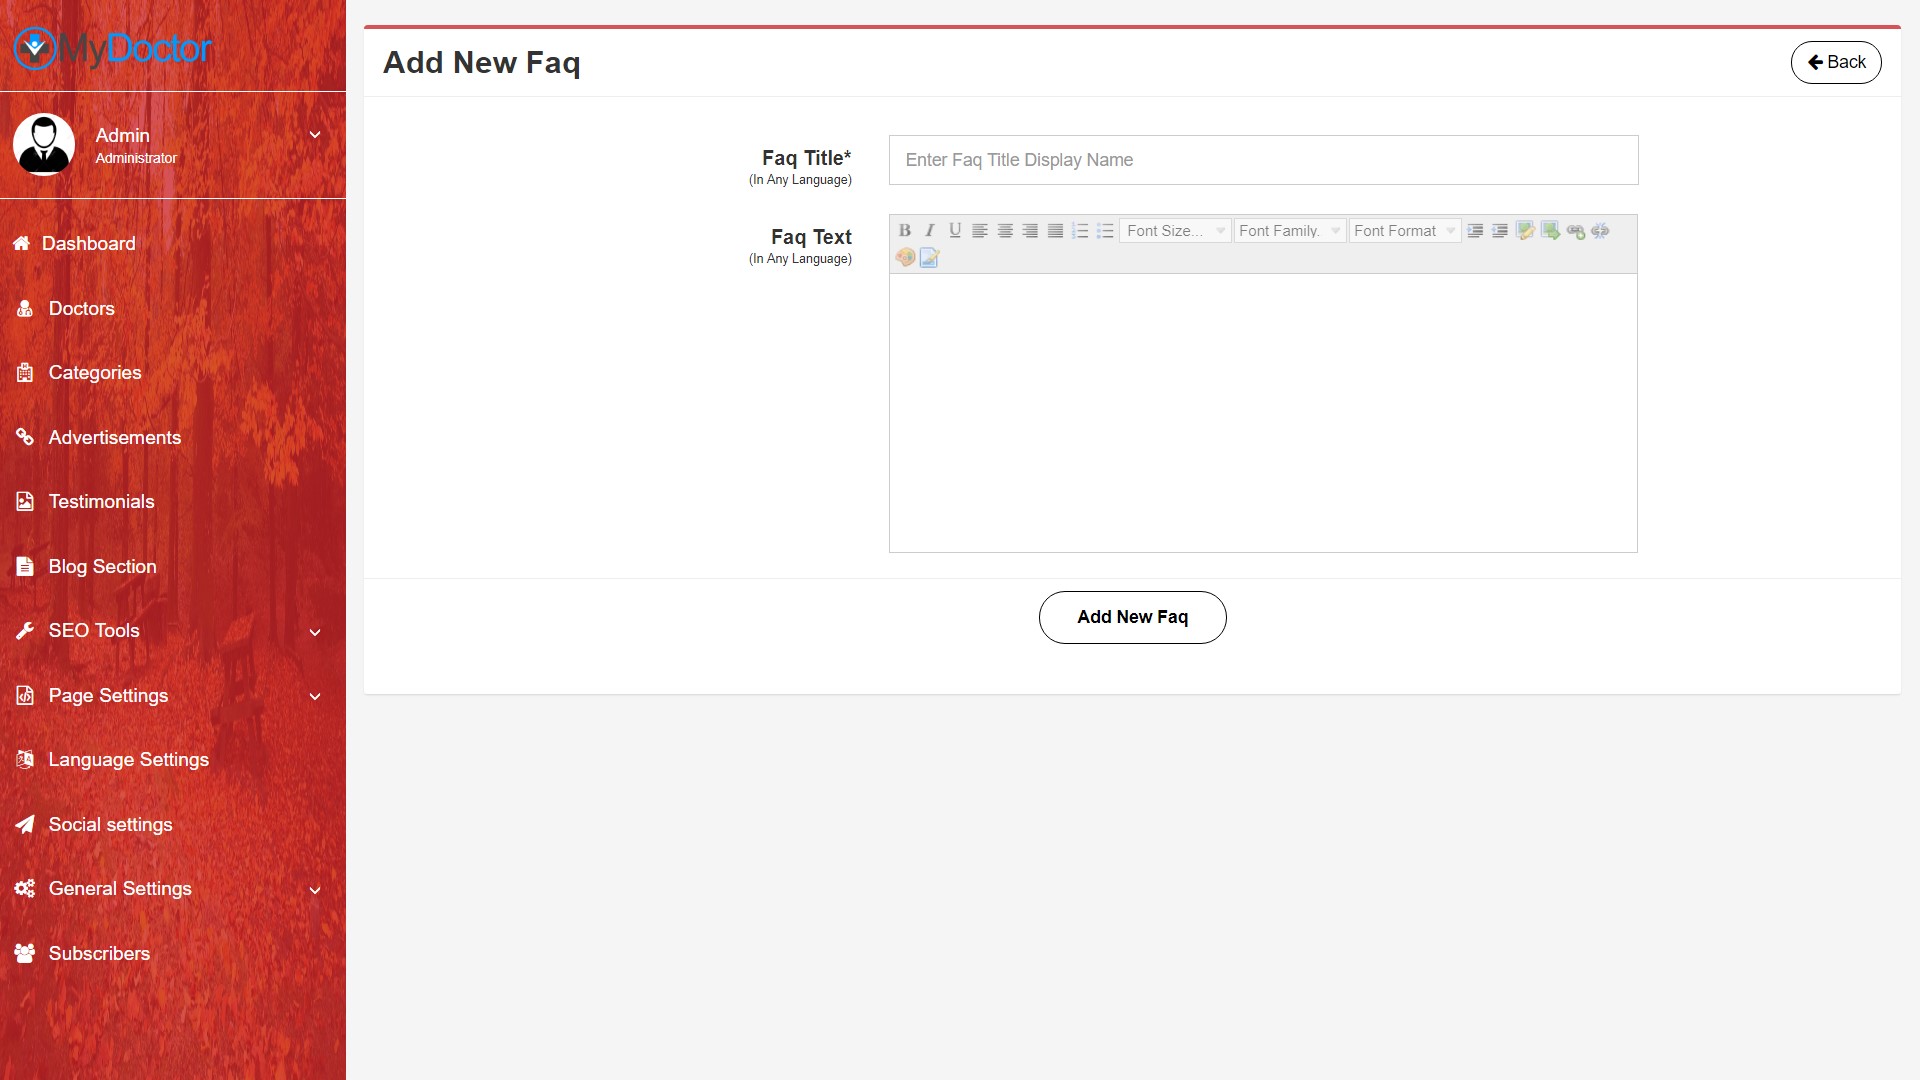 MyDoctor
Admin
Administrator
Dashboard
Doctors
Categories
Advertisements
Testimonials
Blog Section
SEO Tools
Page Settings
Language Settings
Social settings
General Settings
Subscribers
Add New Faq
Back
Faq Title*
(In Any Language)
Enter Faq Title Display Name
Faq Text
(In Any Language)
B I U Font Size... Font Family. Font Format
Add New Faq